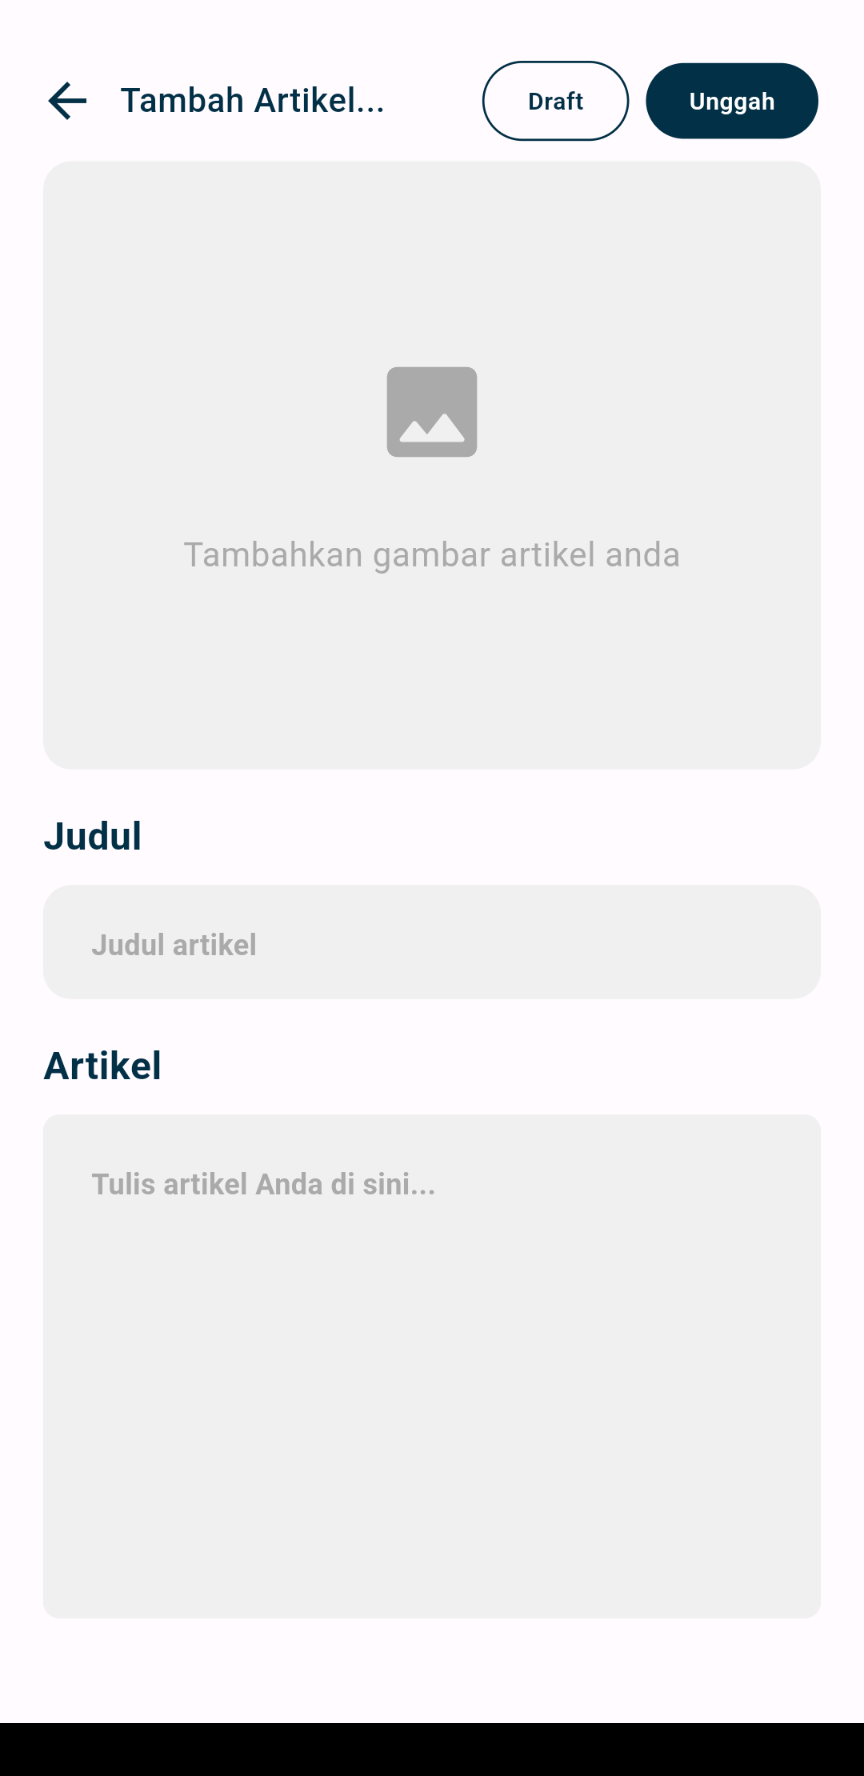 Tambah Artikel...
Draft
Unggah
Tambahkan gambar artikel anda
Judul
Judul artikel
Artikel
Tulis artikel Anda di sini...